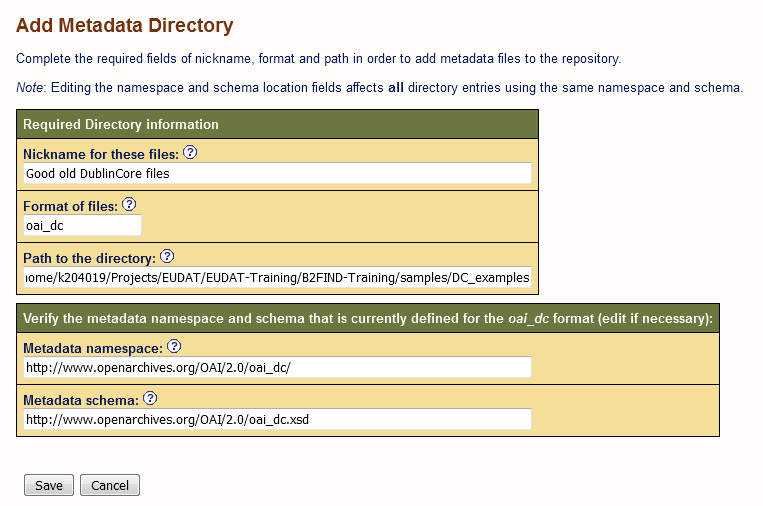 Add Metadata Directory
Complete the required fields of nickname, format and path in order to add metadata files to the repository.
Note: Editing the namespace and schema location fields affects all directory entries using the same namespace and schema.
Required Directory information
Nickname for these files: ?
Good old DublinCore files
Format of files: ?
oai_dc
Path to the directory: ?
ome/k204019/Projects/EUDAT/EUDAT-Training/B2FIND-Training/samples/DC_examples
Verify the metadata namespace and schema that is currently defined for the oai_dc format (edit if necessary):
Metadata namespace: ?
http://www.openarchives.org/OAI/2.0/oai_dc/
Metadata schema: ?
http://www.openarchives.org/OAI/2.0/oai_dc.xsd
Save Cancel